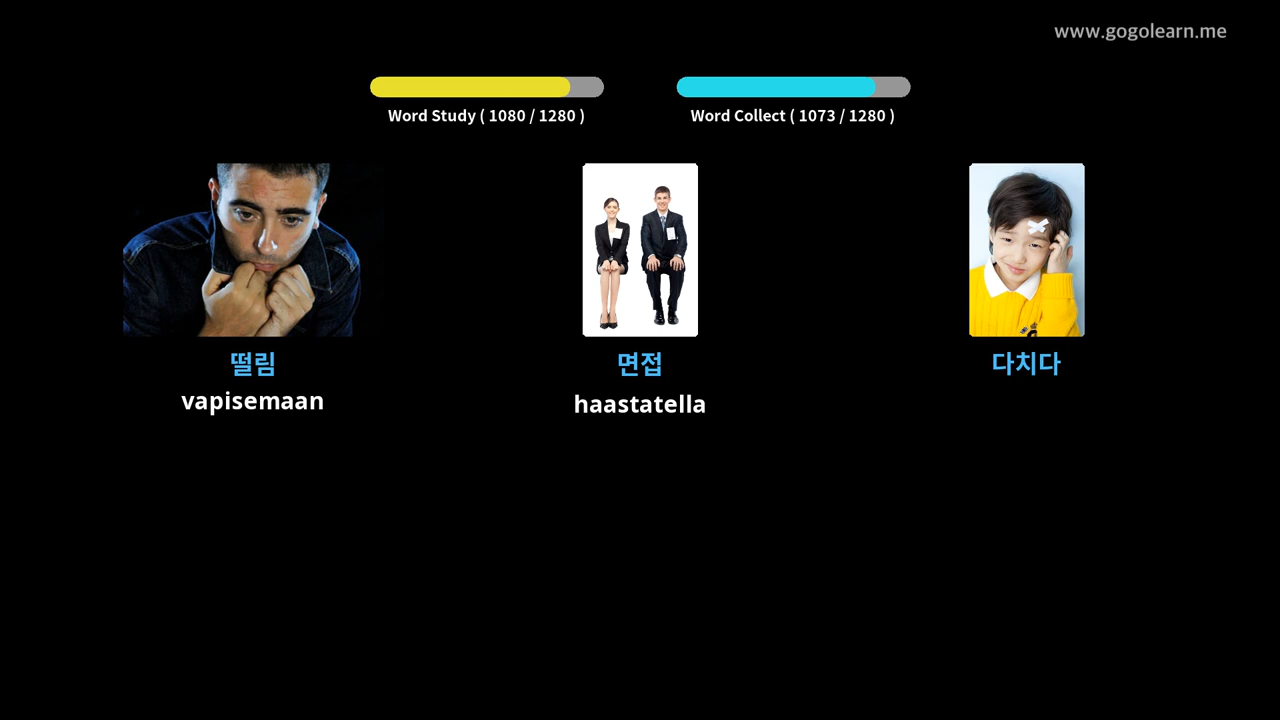 www.gogolearn.me
Word Study ( 1080 / 1280 )
Word Collect ( 1073 / 1280 )
떨림
vapisemaan
면접
haastatella
다치다